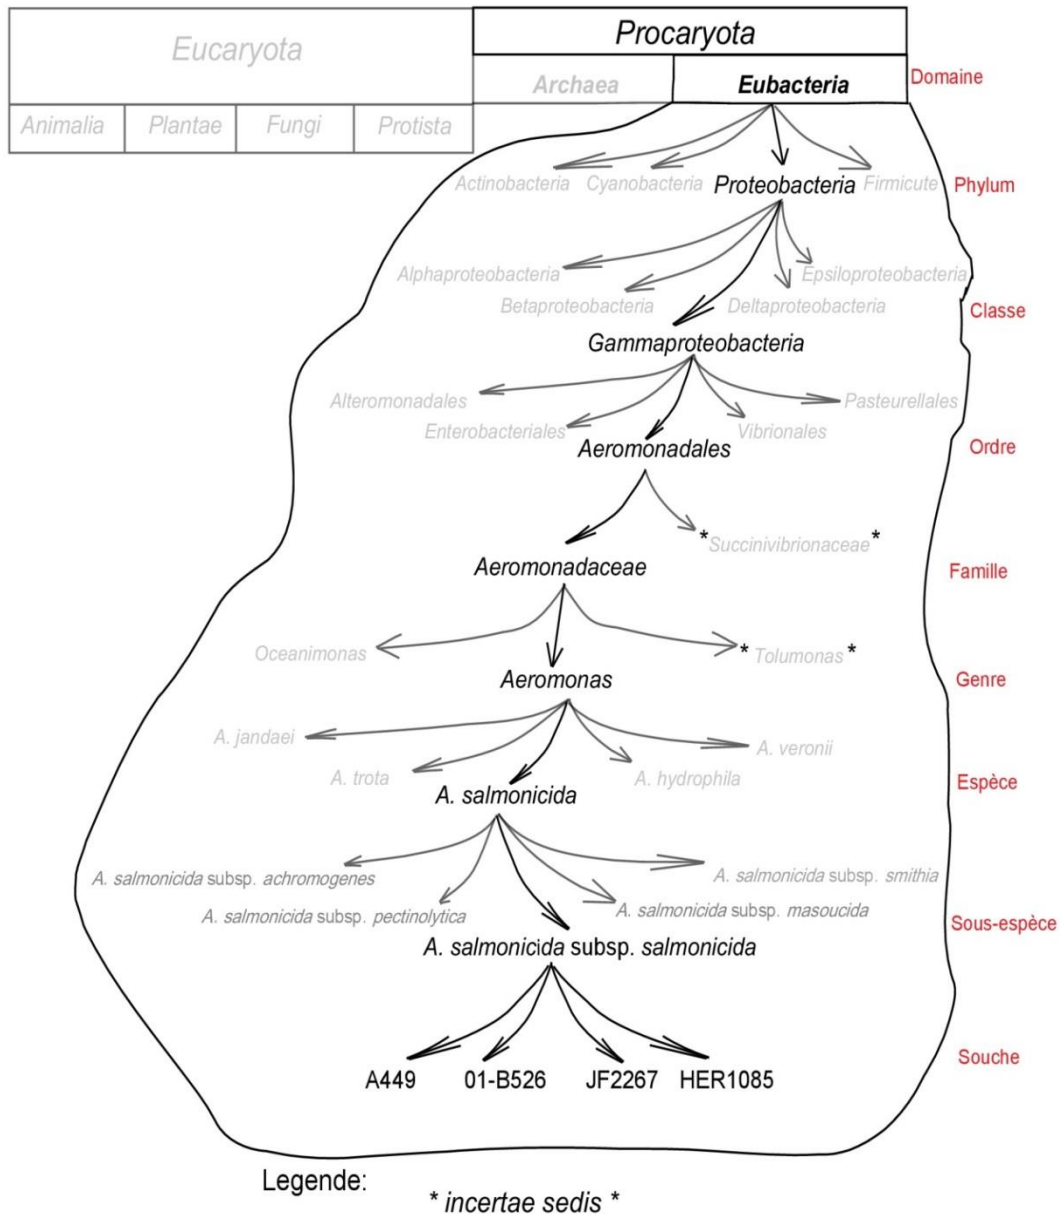 Eucaryota
Procaryota
Archaea
Eubacteria
Domaine
Animalia
Plantae
Fungi
Protista
Actinobacteria
Cyanobacteria
Proteobacteria
Firmicute
Phylum
Alphaproteobacteria
Epsiloproteobacteria
Betaproteobacteria
Deltaproteobacteria
Classe
Gammaproteobacteria
Alteromonadales
Pasteurellales
Enterobacteriales
Vibrionales
Aeromonadales
Ordre
* Succinivibrionaceae *
Aeromonadaceae
Famille
Oceanimonas
* Tolumonas *
Aeromonas
Genre
A. jandaei
A. veronii
A. trota
A. hydrophila
Espèce
A. salmonicida
A. salmonicida subsp. achromogenes
A. salmonicida subsp. smithia
A. salmonicida subsp. pectinolytica
A. salmonicida subsp. masoucida
Sous-espèce
A. salmonicida subsp. salmonicida
Souche
A449
01-B526
JF2267
HER1085
Legende:
* incertae sedis *